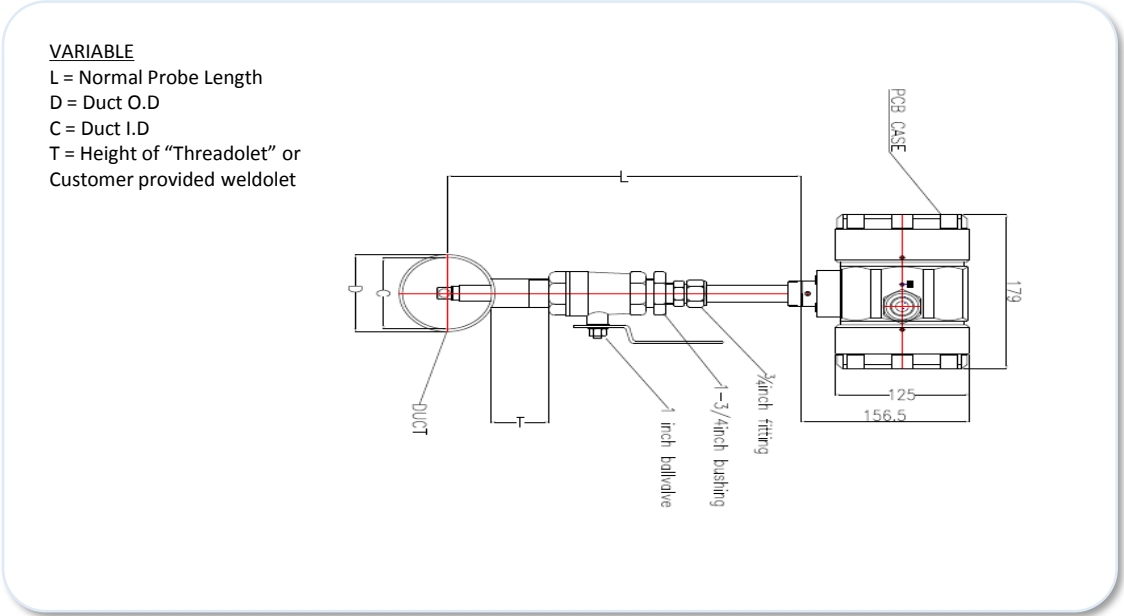 VARIABLE
L = Normal Probe Length
D = Duct O.D
C = Duct I.D
T = Height of “Threadolet” or
Customer provided weldolet
PCB CASE
L
179
D
C
125
156.5
T
DUCT
¾inch fitting
1-3/4inch bushing
1 inch ballvalve